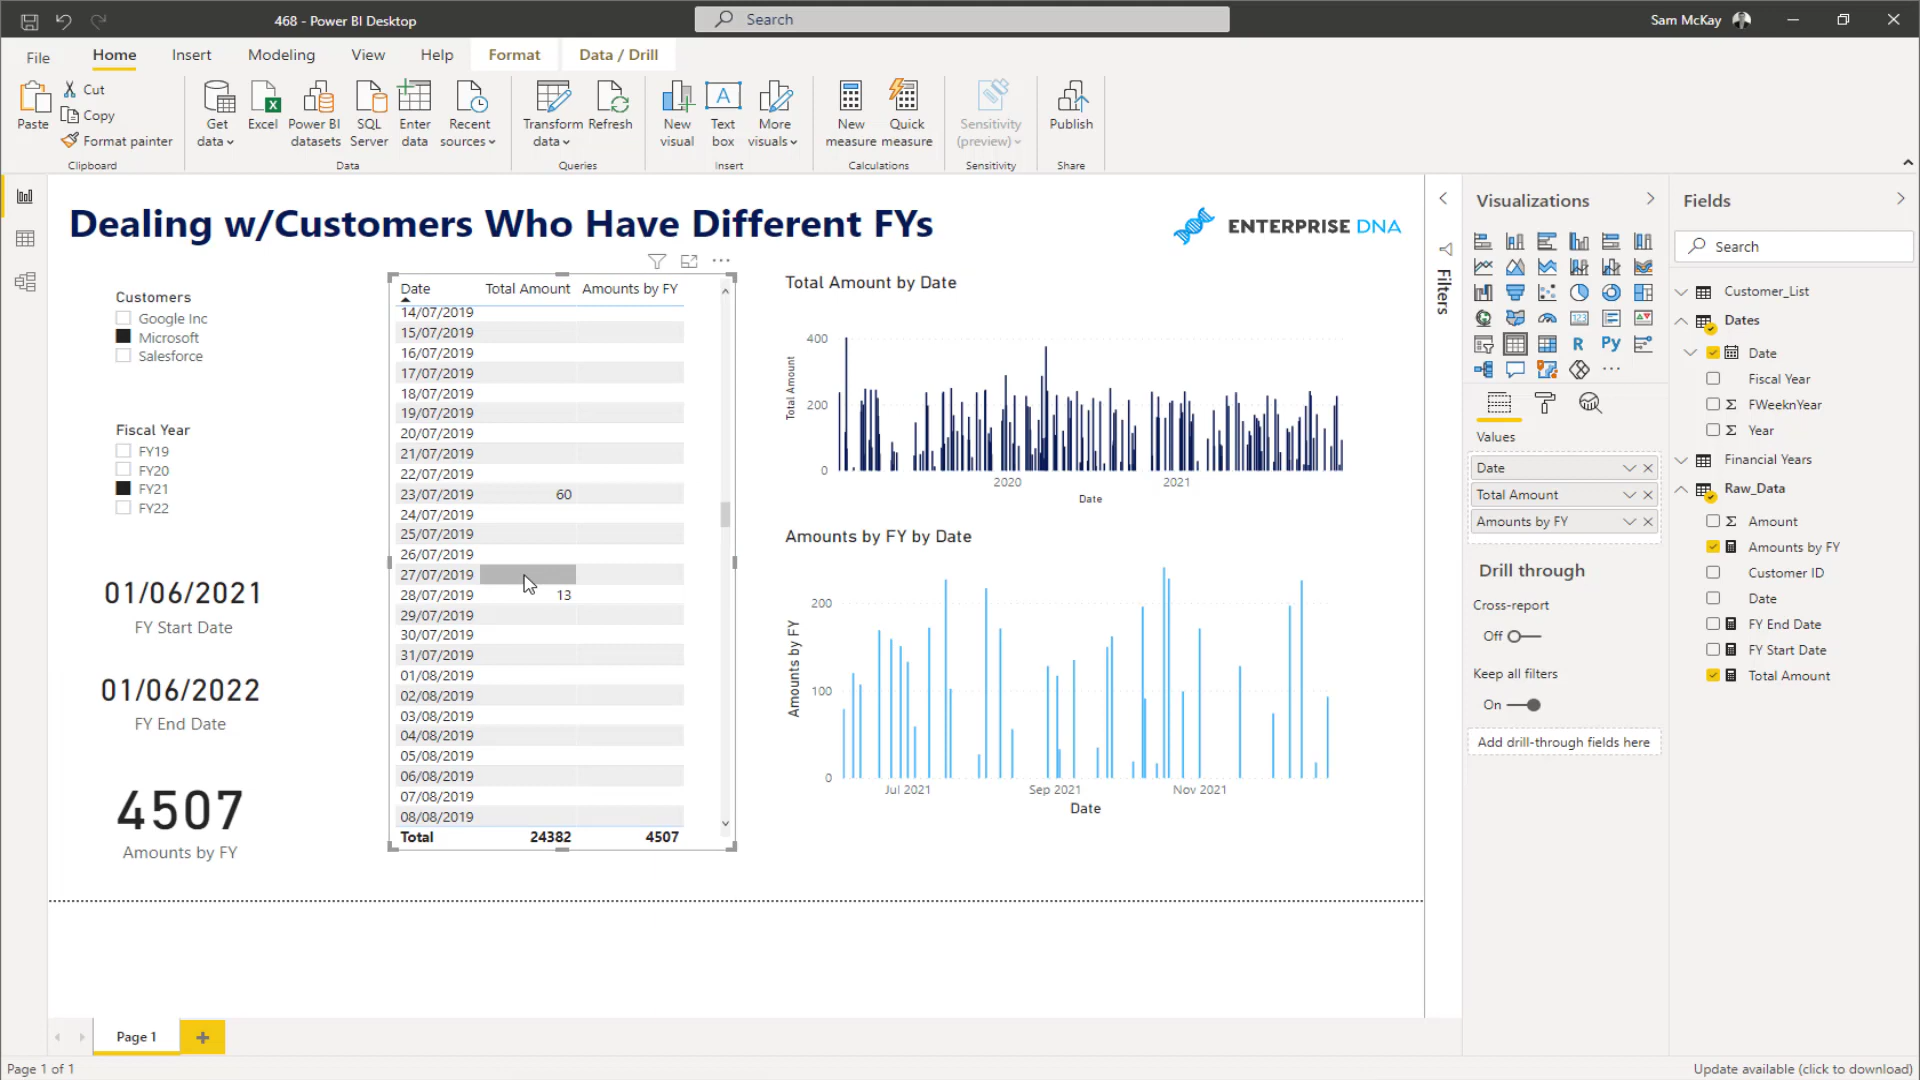 468 - Power BI Desktop
Search
Sam McKay
File
Home
Insert
Modeling
View
Help
Format
Data / Drill
Paste
Cut
Copy
Format painter
Clipboard
Get data
Excel
Power BI datasets
SQL Server
Enter data
Recent sources
Data
Transform data
Refresh
Queries
New visual
Text box
More visuals
Insert
New measure
Quick measure
Calculations
Sensitivity (preview)
Sensitivity
Publish
Share
Dealing w/Customers Who Have Different FYs
ENTERPRISE DNA
Customers
Google Inc
Microsoft
Salesforce
Fiscal Year
FY19
FY20
FY21
FY22
01/06/2021
FY Start Date
01/06/2022
FY End Date
4507
Amounts by FY
Date Total Amount Amounts by FY
14/07/2019
15/07/2019
16/07/2019
17/07/2019
18/07/2019
19/07/2019
20/07/2019
21/07/2019
22/07/2019
23/07/2019 60
24/07/2019
25/07/2019
26/07/2019
27/07/2019
28/07/2019 13
29/07/2019
30/07/2019
31/07/2019
01/08/2019
02/08/2019
03/08/2019
04/08/2019
05/08/2019
06/08/2019
07/08/2019
08/08/2019
Total 24382 4507
Total Amount by Date
Total Amount
400
200
0
2020 2021
Date
Amounts by FY by Date
Amounts by FY
200
100
0
Jul 2021 Sep 2021 Nov 2021
Date
Filters
Visualizations
R
Py
Values
Date
Total Amount
Amounts by FY
Drill through
Cross-report
Off
Keep all filters
On
Add drill-through fields here
Fields
Search
Customer_List
Dates
Date
Fiscal Year
FWeeknYear
Year
Financial Years
Raw_Data
Amount
Amounts by FY
Customer ID
Date
FY End Date
FY Start Date
Total Amount
Page 1
Page 1 of 1
Update available (click to download)